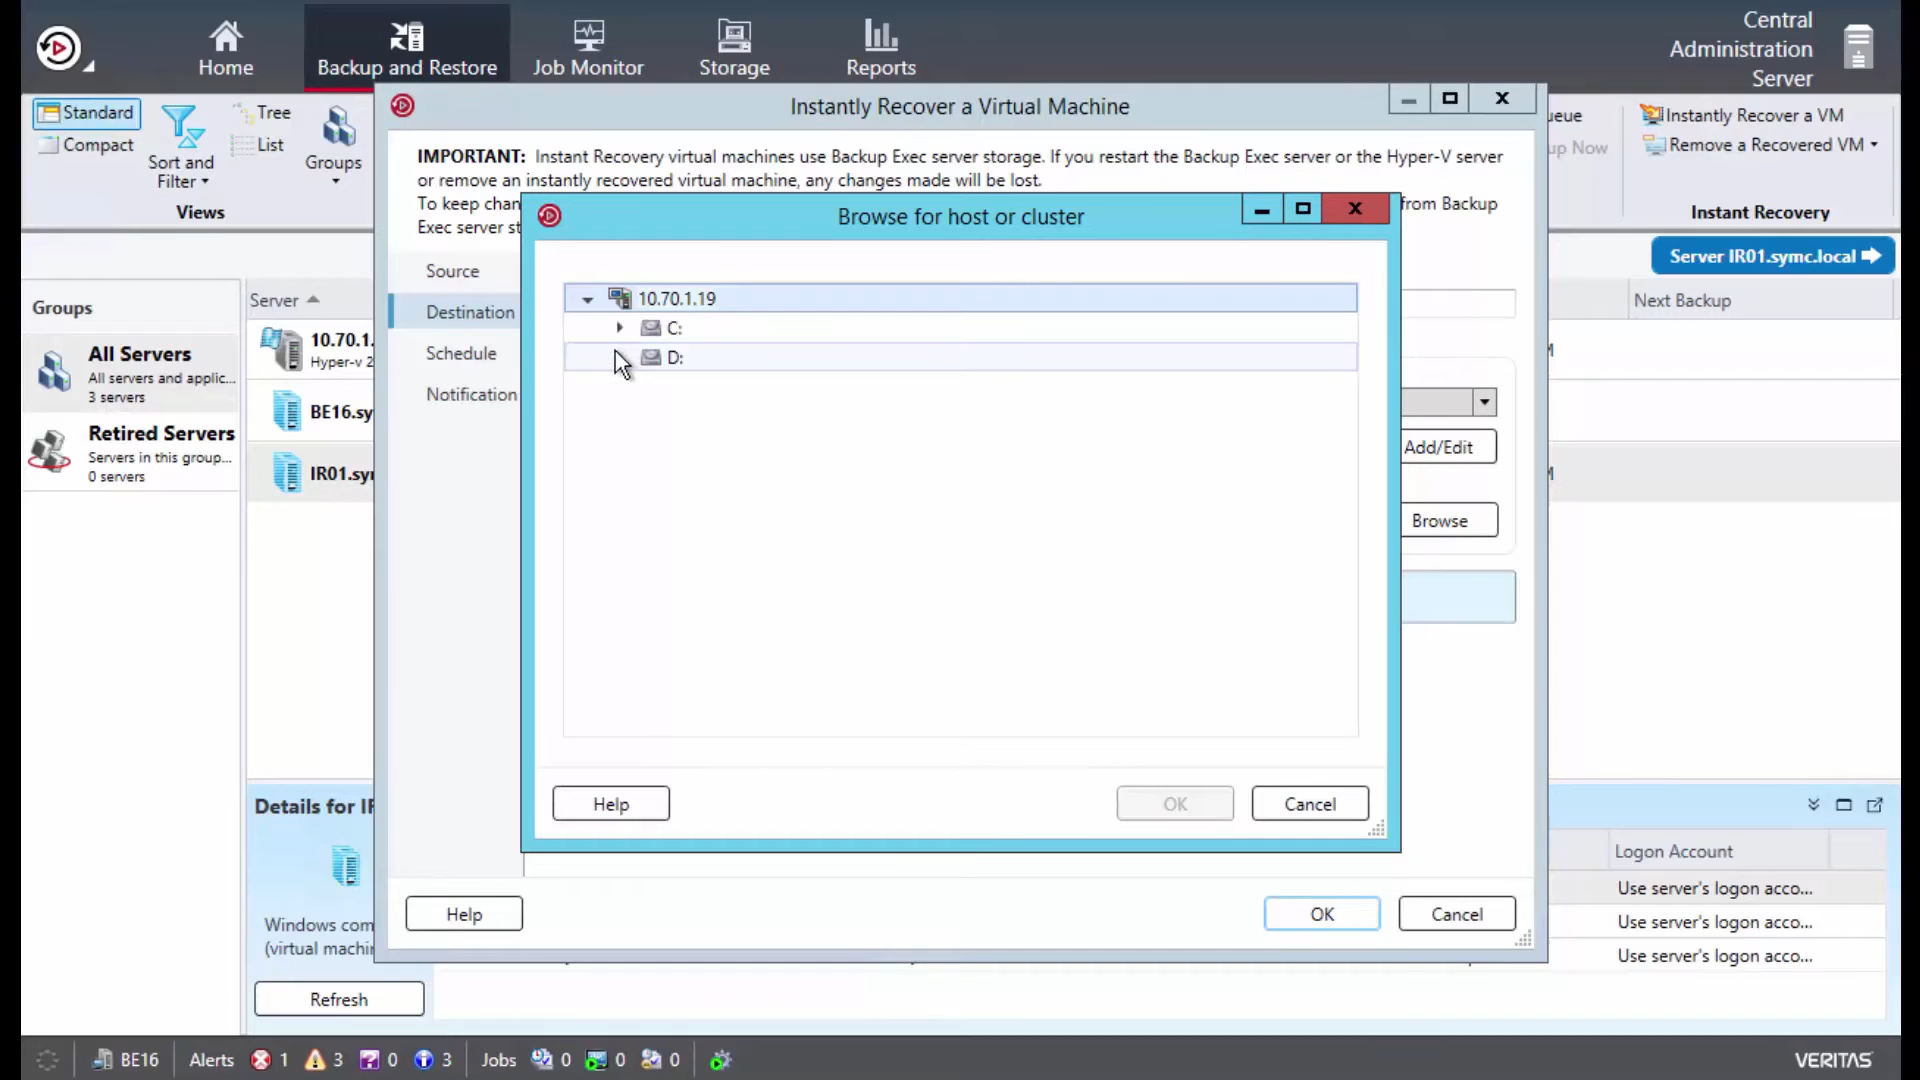 Home
Backup and Restore
Job Monitor
Storage
Reports
Central
Administration
Server
Standard
Compact
Sort and
Filter
Tree
List
Groups
Views
Instantly Recover a VM
Remove a Recovered VM
Instant Recovery
Server IR01.symc.local
Instantly Recover a Virtual Machine
IMPORTANT: Instant Recovery virtual machines use Backup Exec server storage. If you restart the Backup Exec server or the Hyper-V server
or remove an instantly recovered virtual machine, any changes made will be lost.
To keep chan
from Backup
Exec server st
Source
Destination
Schedule
Notification
Add/Edit
Browse
Browse for host or cluster
10.70.1.19
C:
D:
Help
OK
Cancel
Help
OK
Cancel
Groups
All Servers
All servers and applic...
3 servers
Retired Servers
Servers in this group...
0 servers
Server
10.70.1.
Hyper-v 2
BE16.sy
IR01.sy
Next Backup
Details for I
Windows com
(virtual machi
Refresh
Logon Account
Use server's logon acco...
Use server's logon acco...
Use server's logon acco...
BE16
Alerts 1 3 0 3
Jobs 0 0 0
VERITAS